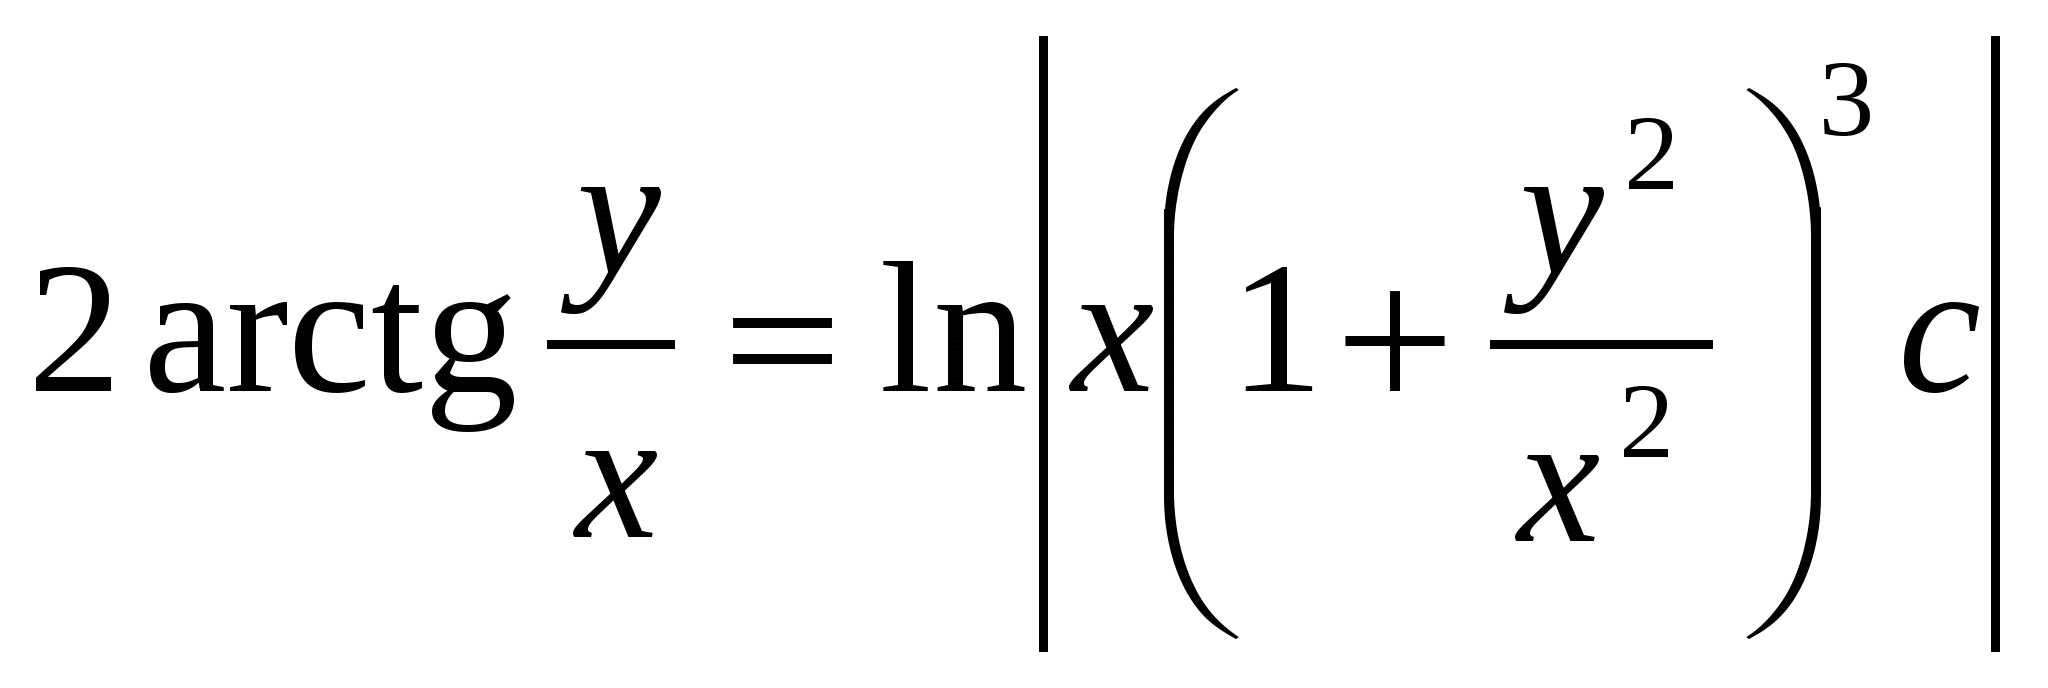 2 arctg y/x = ln|x(1 + y²/x²)³ c|